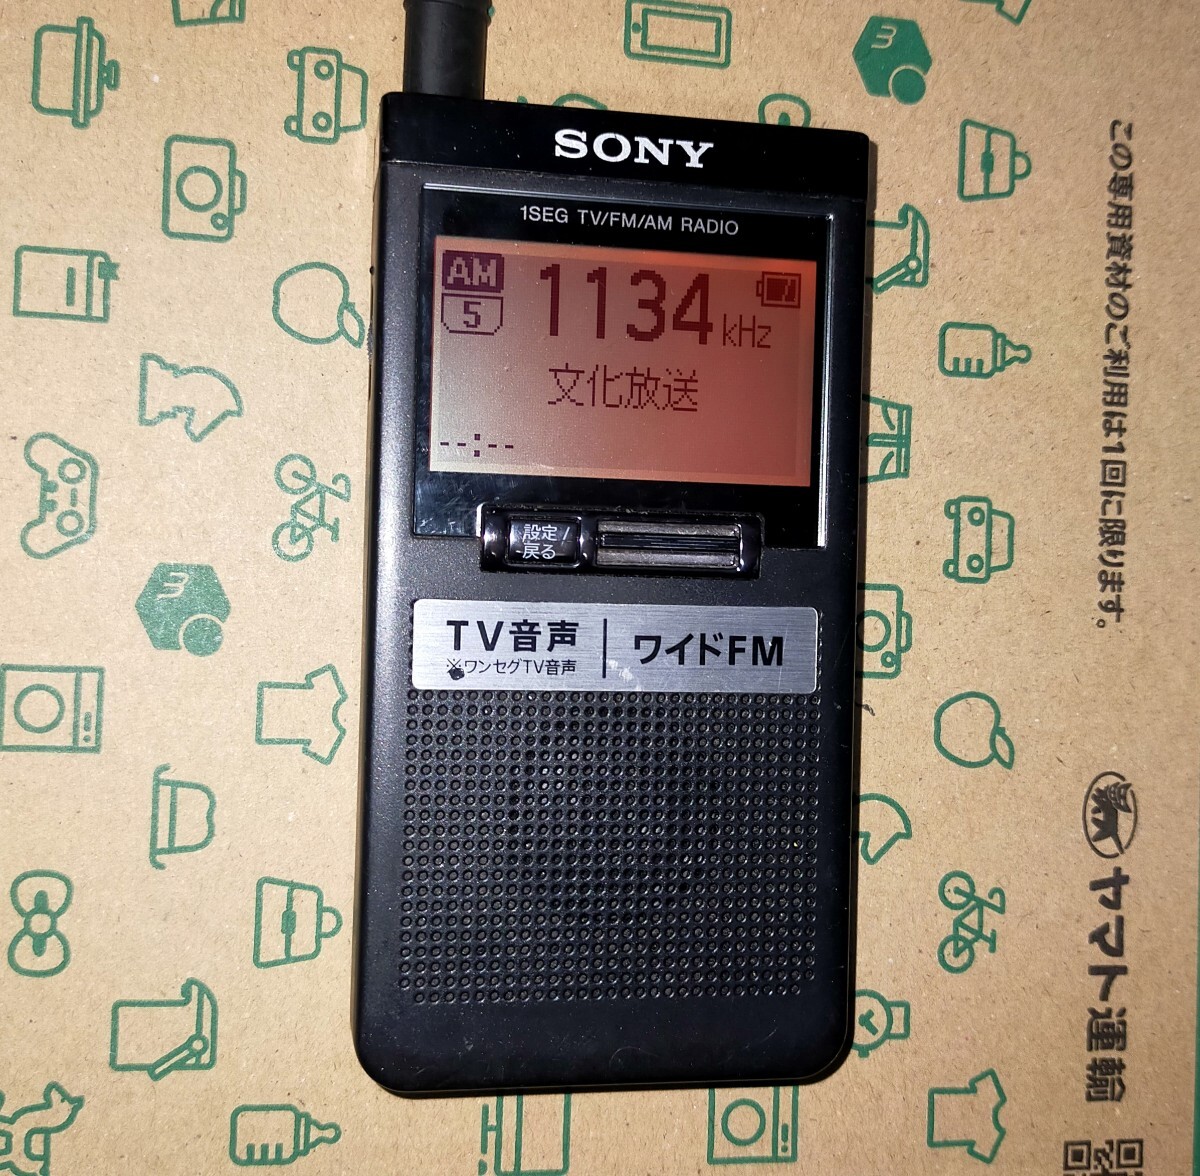 SONY
1SEG TV/FM/AM RADIO
AM
5
1134 kHz
文化放送
--:--
設定/
戻る
TV音声
※ワンセグTV音声
ワイドFM
この専用資材のご利用は1回に限ります。
ヤマト運輸